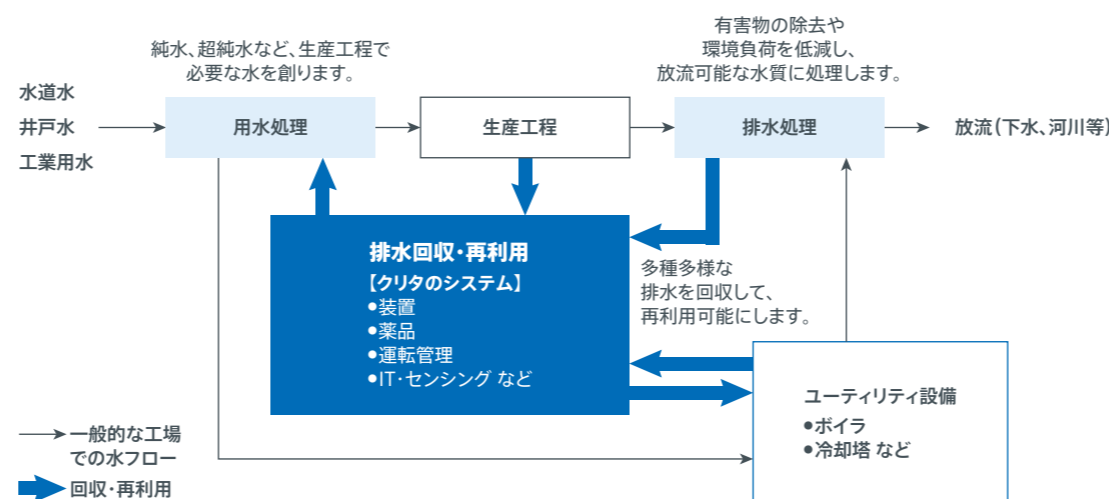 純水、超純水など、生産工程で
必要な水を創ります。
有害物の除去や
環境負荷を低減し、
放流可能な水質に処理します。
水道水
井戸水
工業用水
用水処理
生産工程
排水処理
放流(下水、河川等)
排水回収・再利用
【クリタのシステム】
●装置
●薬品
●運転管理
●IT・センシング など
多種多様な
排水を回収して、
再利用可能にします。
ユーティリティ設備
●ボイラ
●冷却塔 など
一般的な工場
での水フロー
回収・再利用